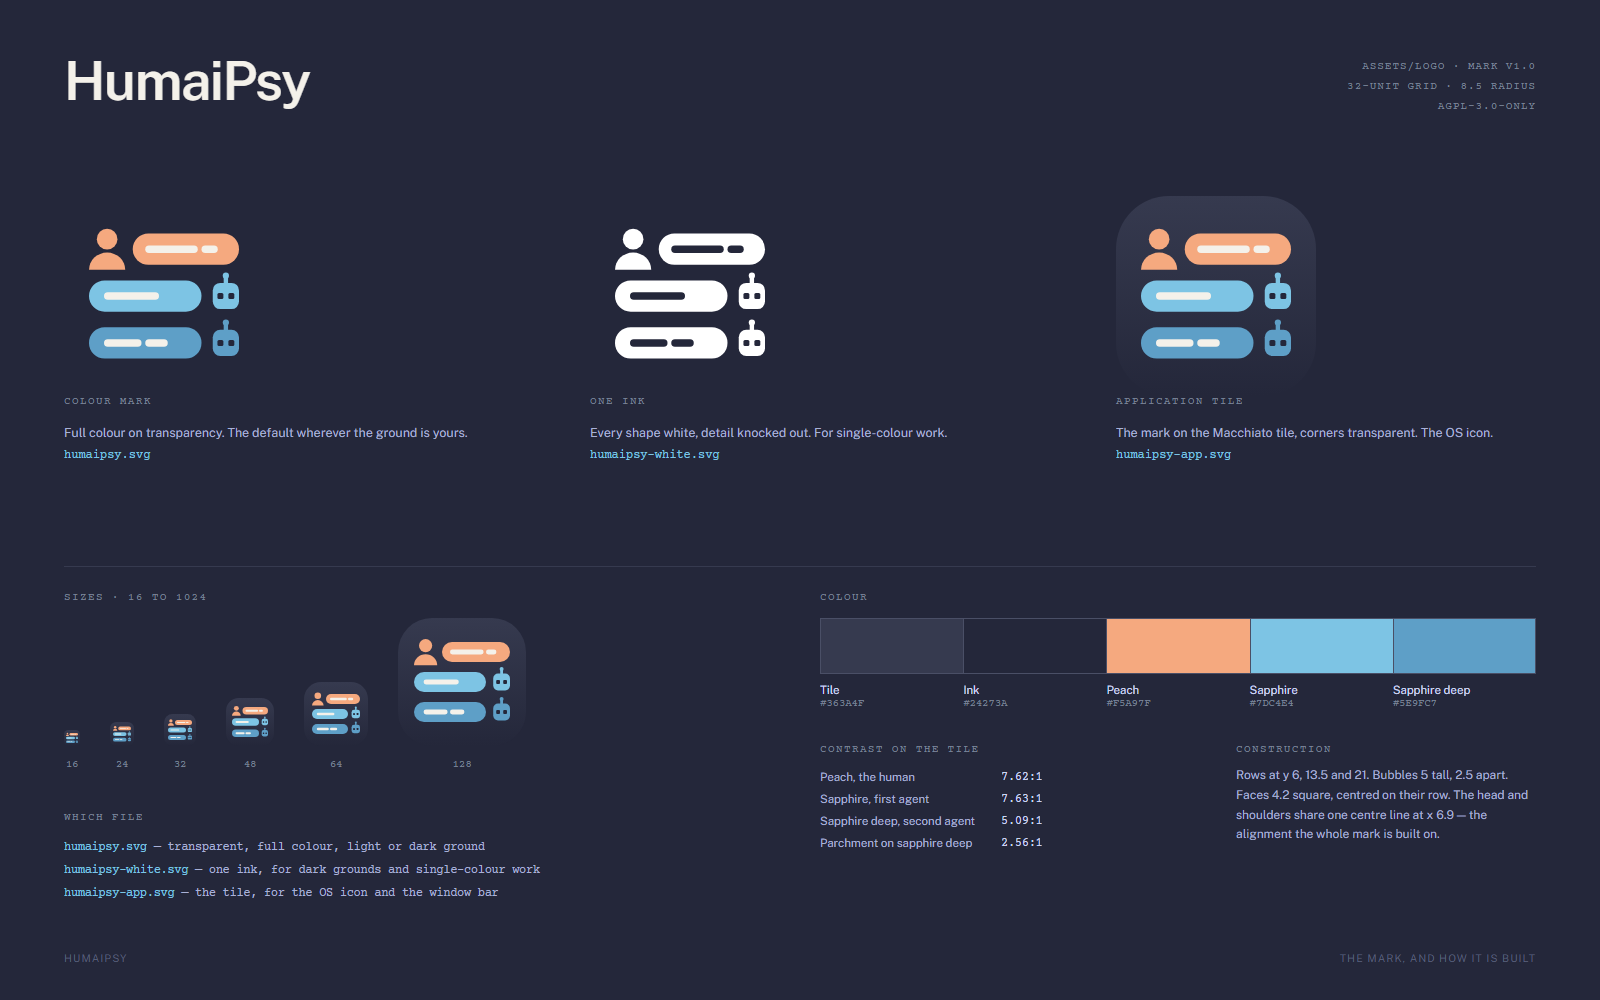 HumaiPsy
ASSETS/LOGO · MARK V1.0
32-UNIT GRID · 8.5 RADIUS
AGPL-3.0-ONLY
COLOUR MARK
Full colour on transparency. The default wherever the ground is yours.
humaipsy.svg
ONE INK
Every shape white, detail knocked out. For single-colour work.
humaipsy-white.svg
APPLICATION TILE
The mark on the Macchiato tile, corners transparent. The OS icon.
humaipsy-app.svg
SIZES · 16 TO 1024
16 24 32 48 64 128
WHICH FILE
humaipsy.svg — transparent, full colour, light or dark ground
humaipsy-white.svg — one ink, for dark grounds and single-colour work
humaipsy-app.svg — the tile, for the OS icon and the window bar
COLOUR
Tile Ink Peach Sapphire Sapphire deep
#363A4F #24273A #F5A97F #7DC4E4 #5E9FC7
CONTRAST ON THE TILE
Peach, the human 7.62:1
Sapphire, first agent 7.63:1
Sapphire deep, second agent 5.09:1
Parchment on sapphire deep 2.56:1
CONSTRUCTION
Rows at y 6, 13.5 and 21. Bubbles 5 tall, 2.5 apart.
Faces 4.2 square, centred on their row. The head and
shoulders share one centre line at x 6.9 — the
alignment the whole mark is built on.
HUMAIPSY
THE MARK, AND HOW IT IS BUILT